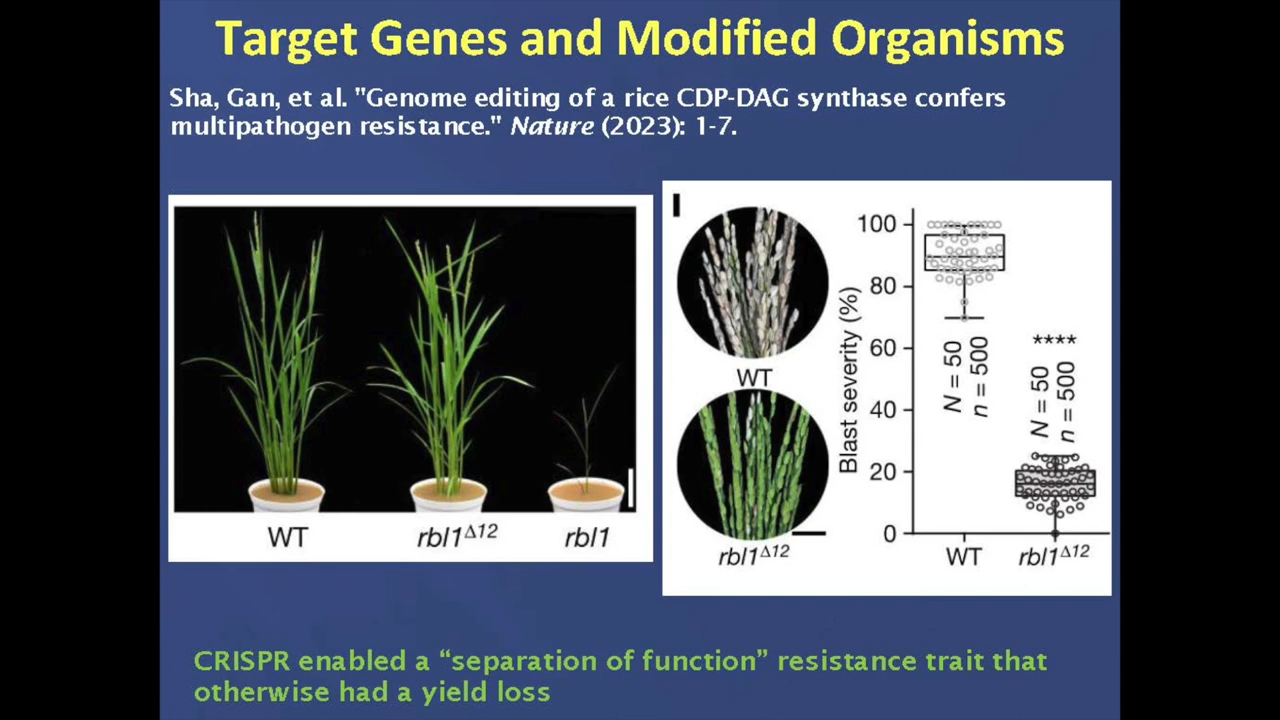 Target Genes and Modified Organisms
Sha, Gan, et al. "Genome editing of a rice CDP-DAG synthase confers
multipathogen resistance." Nature (2023): 1-7.
WT
rbl1Δ12
rbl1
WT
rbl1Δ12
Blast severity (%)
100
80
60
40
20
0
N = 50
n = 500
****
N = 50
n = 500
WT
rbl1Δ12
CRISPR enabled a “separation of function” resistance trait that
otherwise had a yield loss